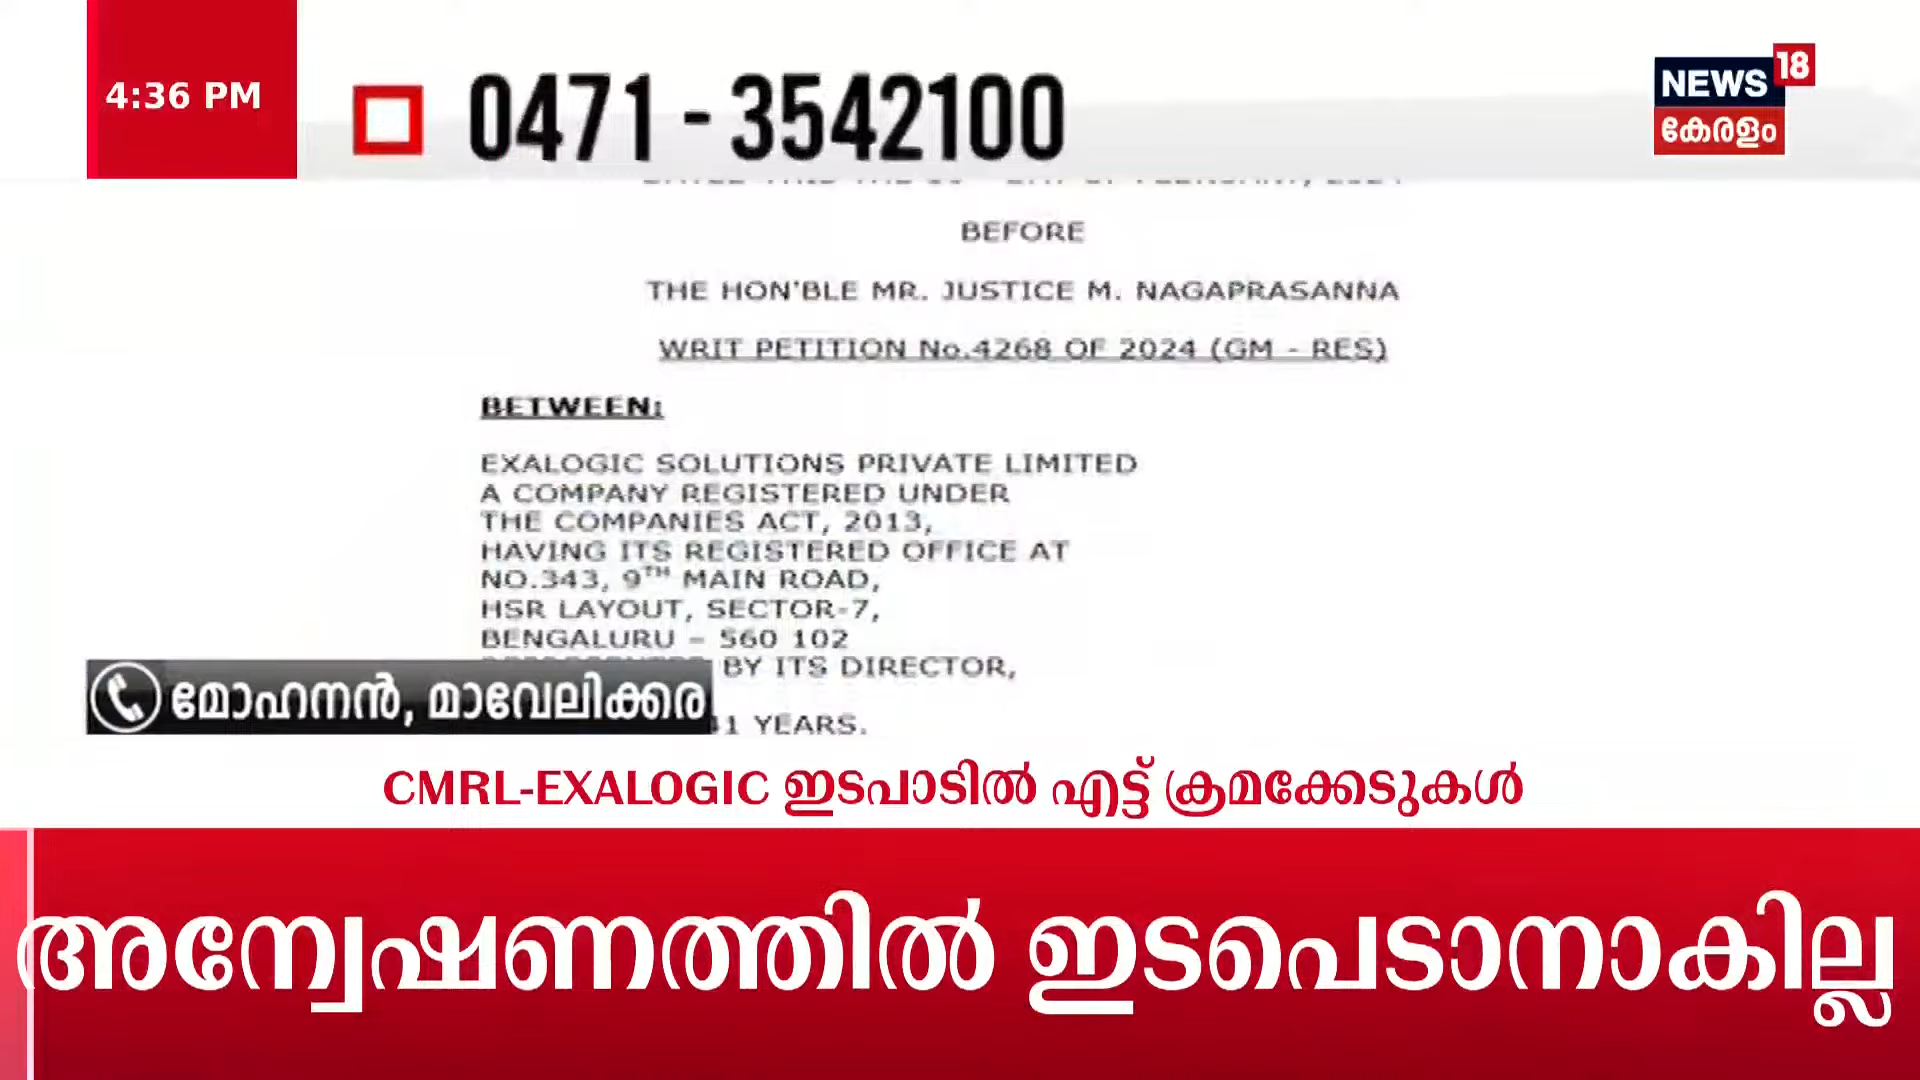 4:36 PM
0471 - 3542100
NEWS 18
കേരളം
BEFORE
THE HON'BLE MR. JUSTICE M. NAGAPRASANNA
WRIT PETITION No.4268 OF 2024 (GM - RES)
BETWEEN:
EXALOGIC SOLUTIONS PRIVATE LIMITED
A COMPANY REGISTERED UNDER
THE COMPANIES ACT, 2013,
HAVING ITS REGISTERED OFFICE AT
NO.343, 9TH MAIN ROAD,
HSR LAYOUT, SECTOR-7,
BENGALURU – 560 102
BY ITS DIRECTOR,
YEARS.
മോഹനൻ, മാവേലിക്കര
CMRL-EXALOGIC ഇടപാടിൽ എട്ട് ക്രമക്കേടുകൾ
അന്വേഷണത്തിൽ ഇടപെടാനാകില്ല